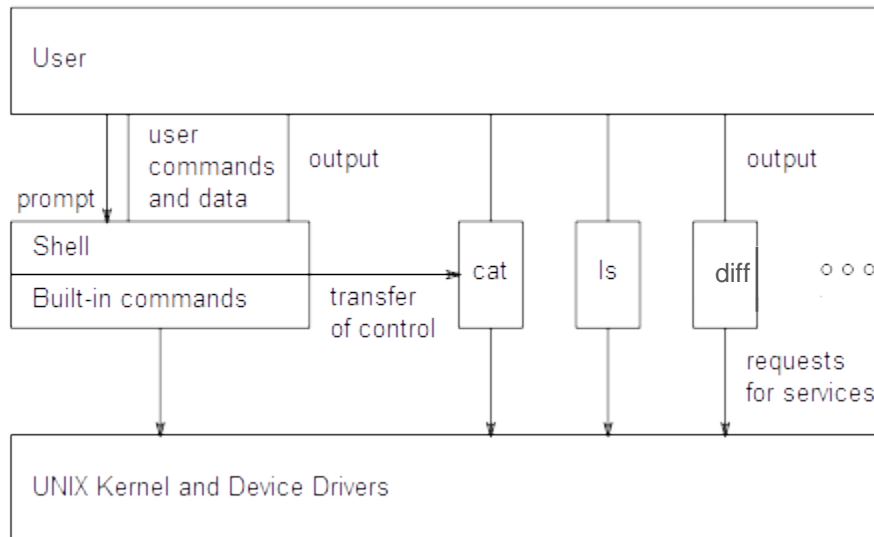 User
user
commands
and data
output
output
prompt
Shell
Built-in commands
transfer
of control
cat
ls
diff
requests
for services
UNIX Kernel and Device Drivers